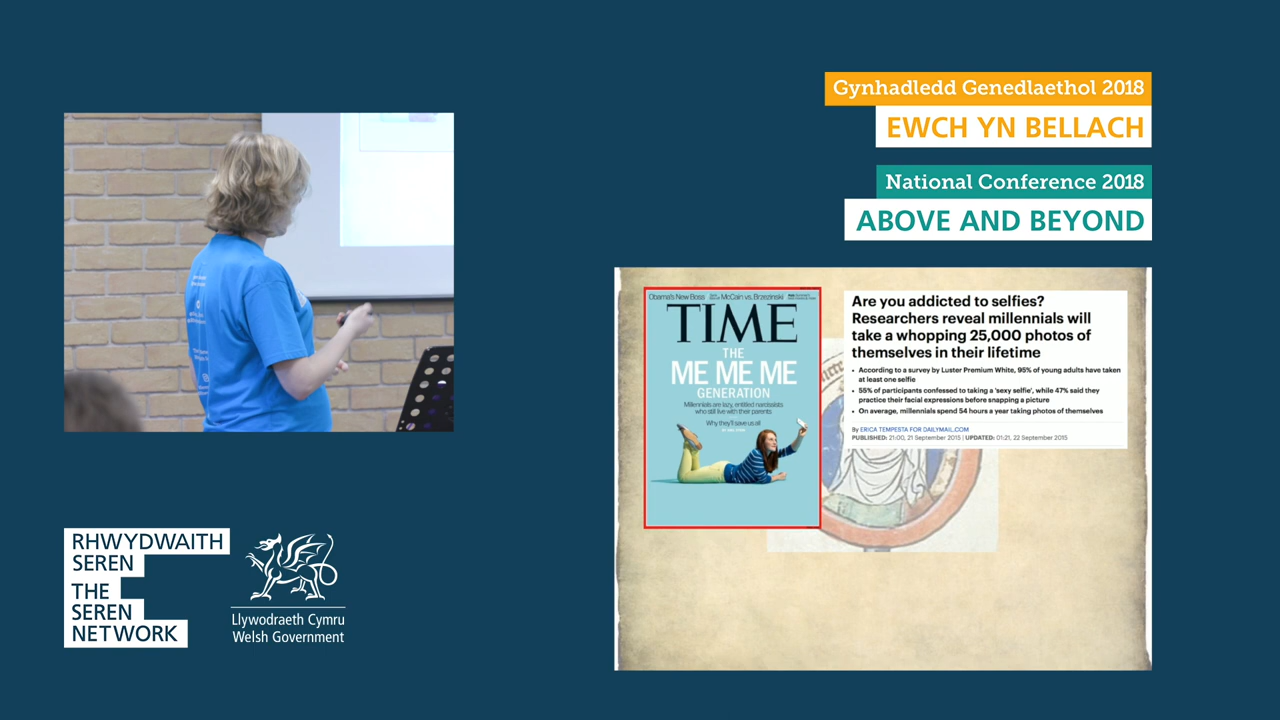 Gynhadledd Genedlaethol 2018
EWCH YN BELLACH
National Conference 2018
ABOVE AND BEYOND
Obama's New Boss
McCain vs. Brzezinski
TIME
THE
ME ME ME
GENERATION
Millennials are lazy, entitled narcissists
who still live with their parents
Why they'll save us all
Are you addicted to selfies?
Researchers reveal millennials will
take a whopping 25,000 photos of
themselves in their lifetime
• According to a survey by Luster Premium White, 95% of young adults have taken
at least one selfie
• 55% of participants confessed to taking a 'sexy selfie', while 47% said they
practice their facial expressions before snapping a picture
• On average, millennials spend 54 hours a year taking photos of themselves
By ERICA TEMPESTA FOR DAILYMAIL.COM
PUBLISHED: 21:00, 21 September 2015 | UPDATED: 01:21, 22 September 2015
RHWYDWAITH
SEREN
THE
SEREN
NETWORK
Llywodraeth Cymru
Welsh Government